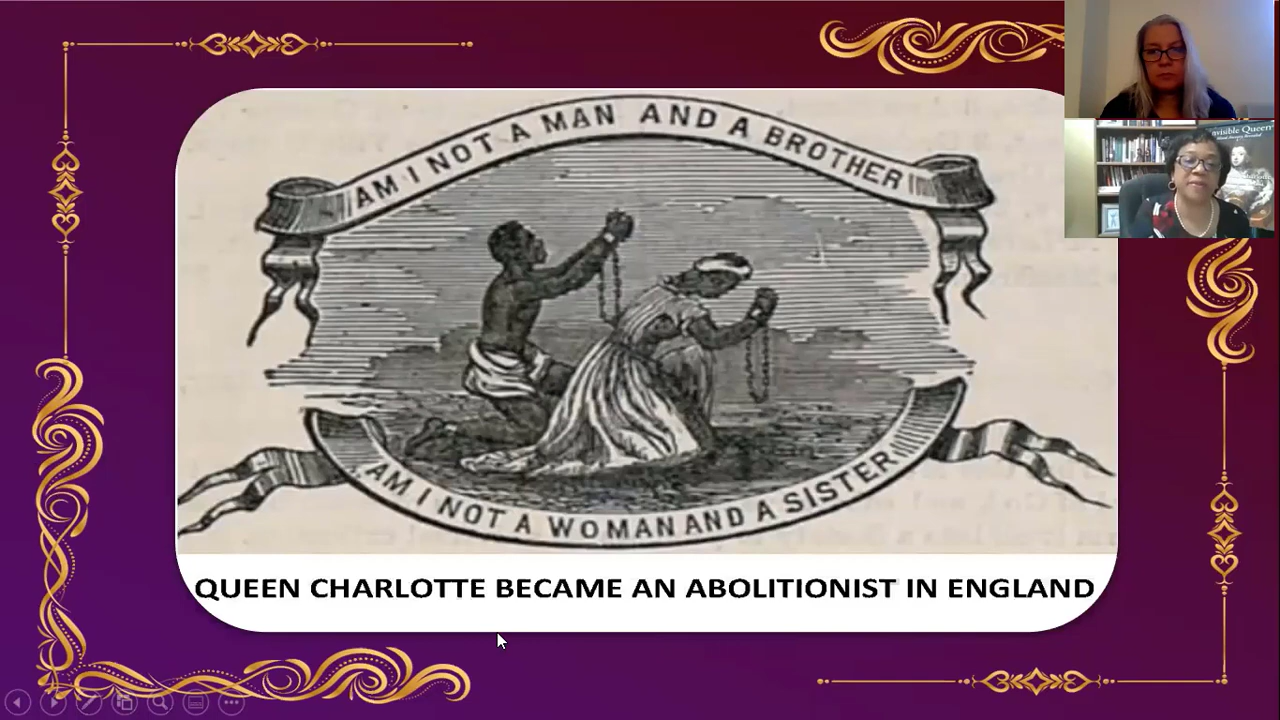 AM I NOT A MAN AND A BROTHER
AM I NOT A WOMAN AND A SISTER
QUEEN CHARLOTTE BECAME AN ABOLITIONIST IN ENGLAND